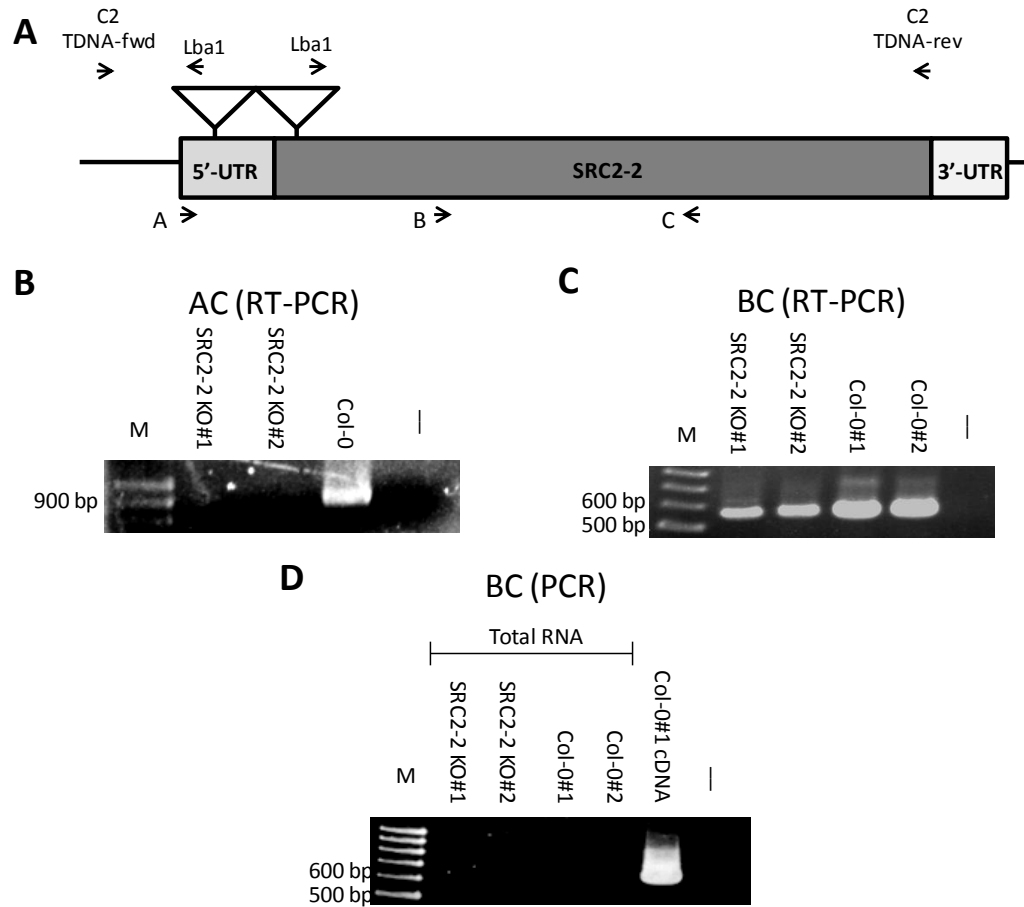 A
C2
TDNA-fwd
Lba1
Lba1
C2
TDNA-rev
5’-UTR
SRC2-2
3’-UTR
A
B
C
B
AC (RT-PCR)
M
SRC2-2 KO#1
SRC2-2 KO#2
Col-0
—
900 bp
C
BC (RT-PCR)
M
SRC2-2 KO#1
SRC2-2 KO#2
Col-0#1
Col-0#2
—
600 bp
500 bp
D
BC (PCR)
Total RNA
M
SRC2-2 KO#1
SRC2-2 KO#2
Col-0#1
Col-0#2
Col-0#1 cDNA
—
600 bp
500 bp